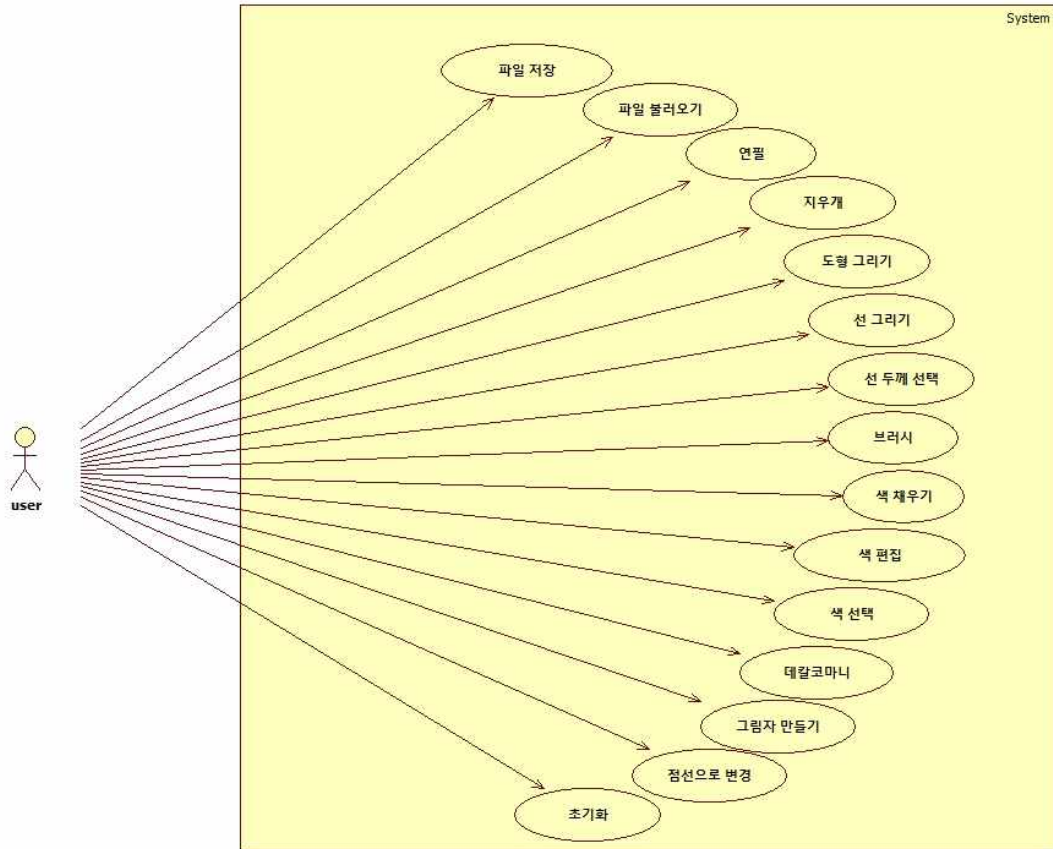 System
파일 저장
파일 불러오기
연필
지우개
도형 그리기
선 그리기
선 두께 선택
브러시
user
색 채우기
색 편집
색 선택
데칼코마니
그림자 만들기
점선으로 변경
초기화